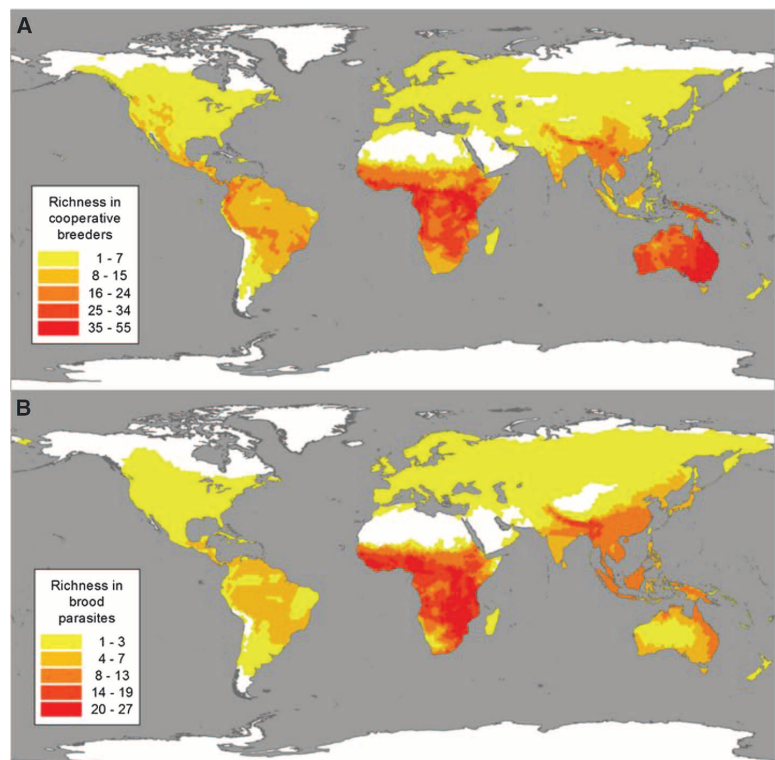 A
Richness in
cooperative
breeders
1 - 7
8 - 15
16 - 24
25 - 34
35 - 55
B
Richness in
brood
parasites
1 - 3
4 - 7
8 - 13
14 - 19
20 - 27